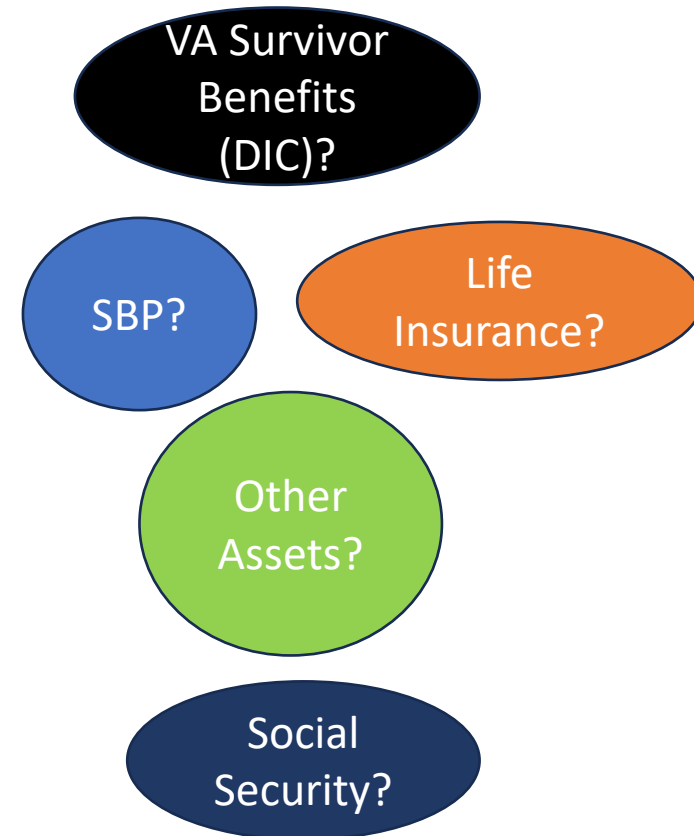 VA Survivor
Benefits
(DIC)?
SBP?
Life
Insurance?
Other
Assets?
Social
Security?